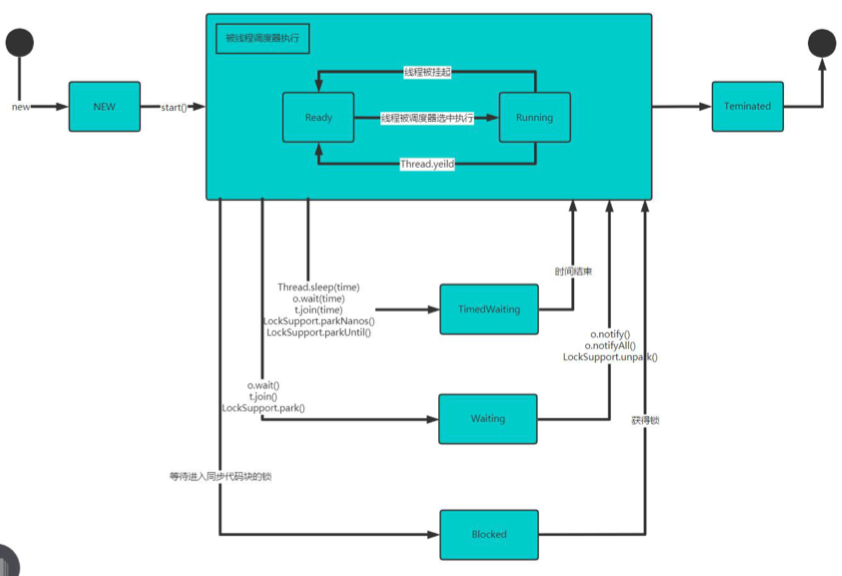 被线程调度器执行
线程被挂起
new
NEW
start()
Ready
线程被调度器选中执行
Running
Teminated
Thread.yeild
Thread.sleep(time)
o.wait(time)
t.join(time)
LockSupport.parkNanos()
LockSupport.parkUntil()
TimedWaiting
时间结束
o.notify()
o.notifyAll()
LockSupport.unpark()
o.wait()
t.join()
LockSupport.park()
Waiting
获得锁
等待进入同步代码块的锁
Blocked